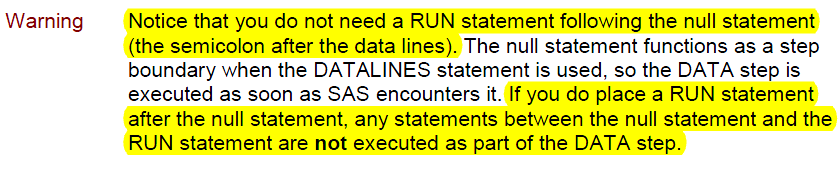 Warning Notice that you do not need a RUN statement following the null statement
(the semicolon after the data lines). The null statement functions as a step
boundary when the DATALINES statement is used, so the DATA step is
executed as soon as SAS encounters it. If you do place a RUN statement
after the null statement, any statements between the null statement and the
RUN statement are not executed as part of the DATA step.